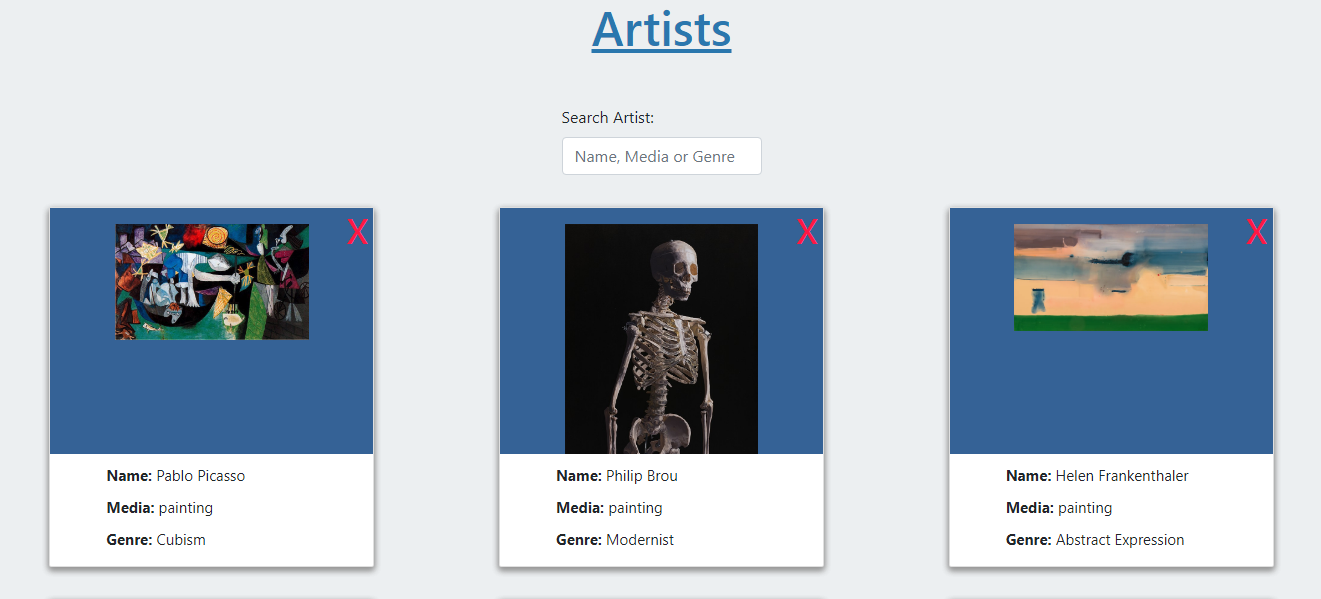 Artists
Search Artist:
Name, Media or Genre
X
Name: Pablo Picasso
Media: painting
Genre: Cubism
X
Name: Philip Brou
Media: painting
Genre: Modernist
X
Name: Helen Frankenthaler
Media: painting
Genre: Abstract Expression